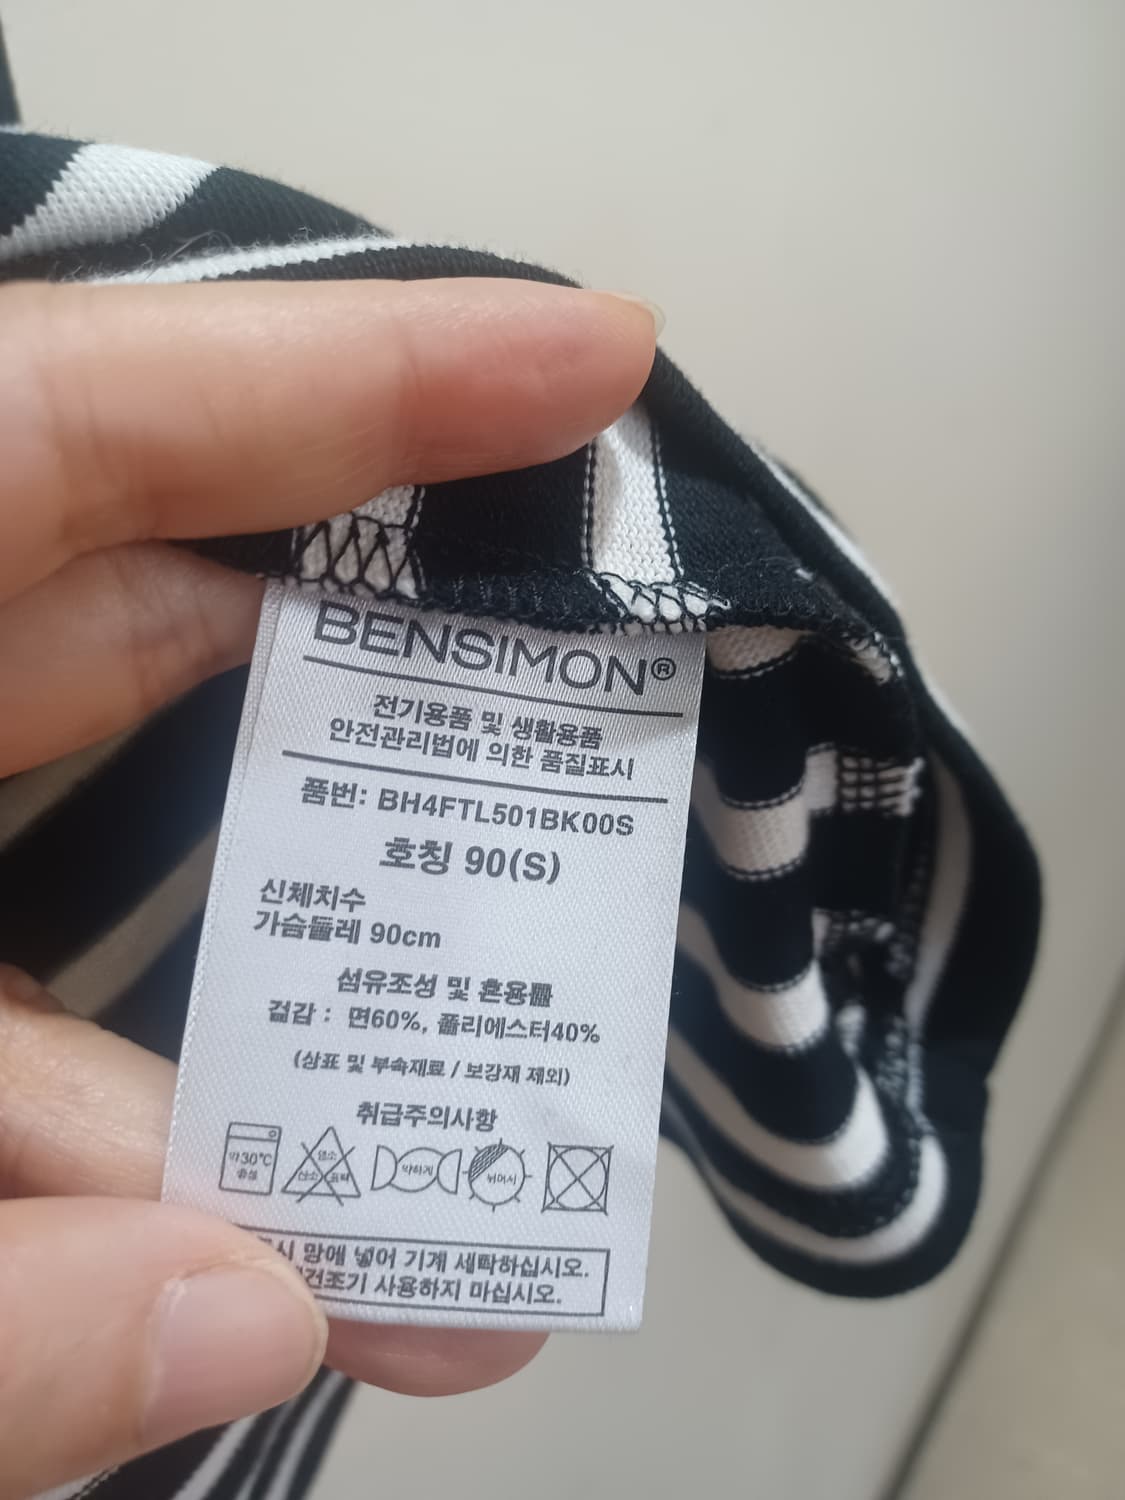 BENSIMON®
전기용품 및 생활용품
안전관리법에 의한 품질표시
품번: BH4FTL501BK00S
호칭 90(S)
신체치수
가슴둘레 90cm
섬유조성 및 혼용률
겉감 : 면60%, 폴리에스터40%
(상표 및 부속재료 / 보강재 제외)
취급주의사항
약30℃
중성
염소
산소 표백
약하게
뉘어서
망에 넣어 기계 세탁하십시오.
사용하지 마십시오.